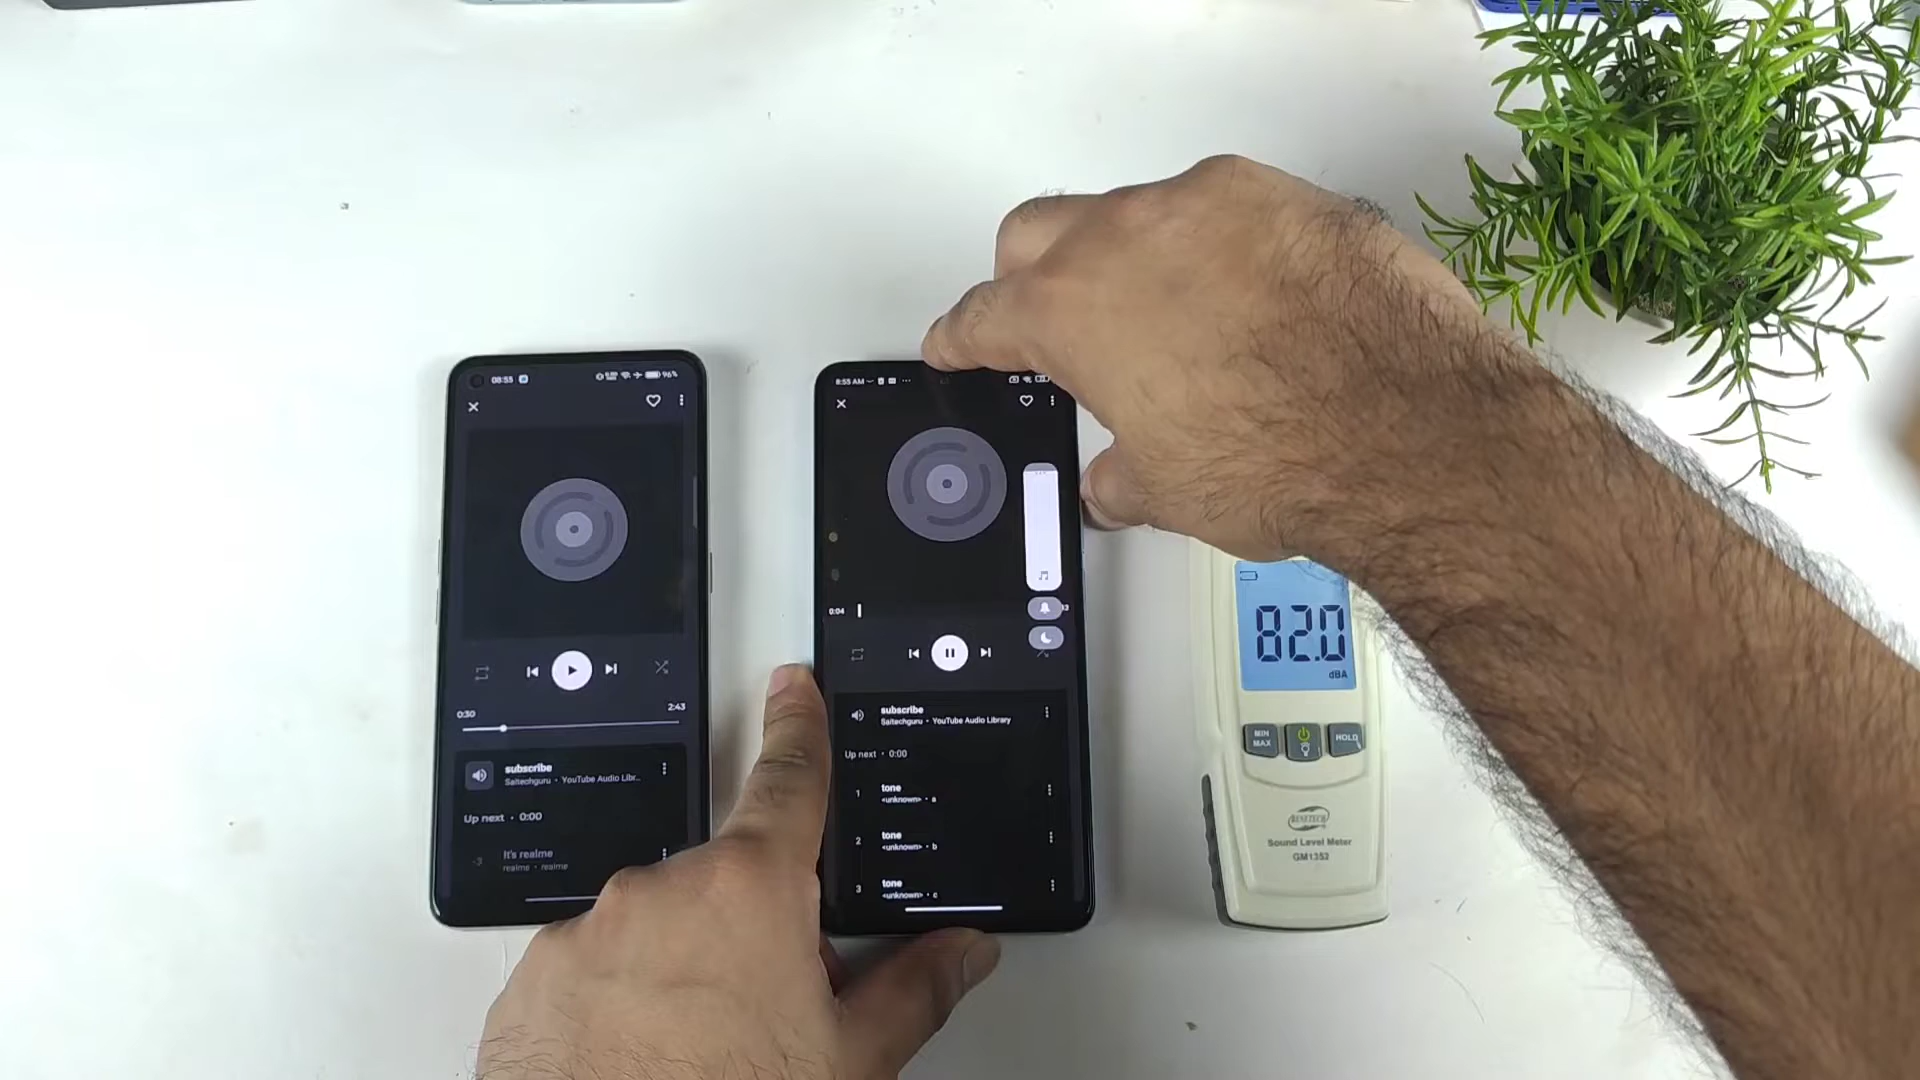 08:55
96%
0:30
2:43
subscribe
Saitechguru • YouTube Audio Libr..
Up next • 0:00
-3
It's realme
realme • realme
8:55 AM
0:04
subscribe
Saitechguru • YouTube Audio Library
Up next • 0:00
1
tone
<unknown> • a
2
tone
<unknown> • b
3
tone
<unknown> • c
82.0
dBA
MIN
MAX
HOLD
BENETECH
Sound Level Meter
GM1352